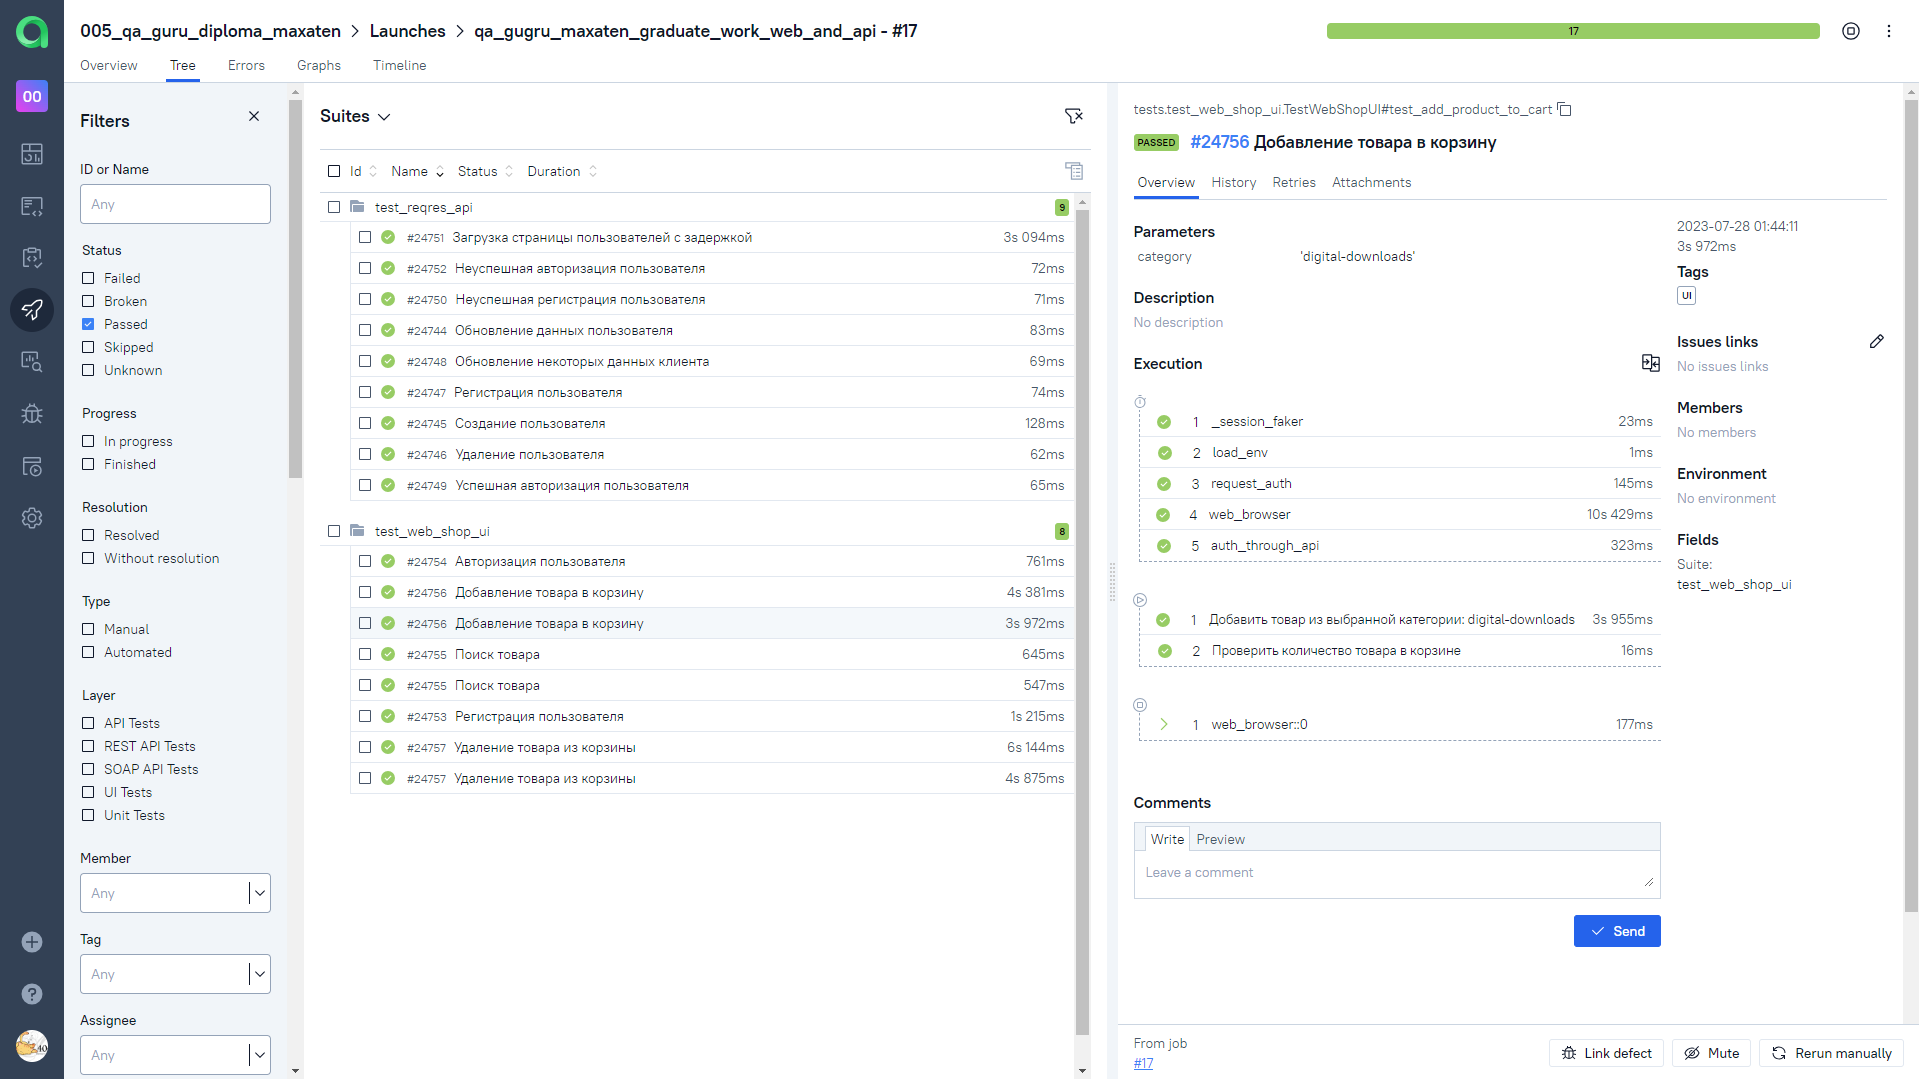 005_qa_guru_diploma_maxaten > Launches > qa_gugru_maxaten_graduate_work_web_and_api - #17
17
Overview Tree Errors Graphs Timeline
00
Filters
ID or Name
Any
Status
Failed
Broken
Passed
Skipped
Unknown
Progress
In progress
Finished
Resolution
Resolved
Without resolution
Type
Manual
Automated
Layer
API Tests
REST API Tests
SOAP API Tests
UI Tests
Unit Tests
Member
Any
Tag
Any
Assignee
Any
Suites
Id Name Status Duration
test_reqres_api 9
#24751 Загрузка страницы пользователей с задержкой 3s 094ms
#24752 Неуспешная авторизация пользователя 72ms
#24750 Неуспешная регистрация пользователя 71ms
#24744 Обновление данных пользователя 83ms
#24748 Обновление некоторых данных клиента 69ms
#24747 Регистрация пользователя 74ms
#24745 Создание пользователя 128ms
#24746 Удаление пользователя 62ms
#24749 Успешная авторизация пользователя 65ms
test_web_shop_ui 8
#24754 Авторизация пользователя 761ms
#24756 Добавление товара в корзину 4s 381ms
#24756 Добавление товара в корзину 3s 972ms
#24755 Поиск товара 645ms
#24755 Поиск товара 547ms
#24753 Регистрация пользователя 1s 215ms
#24757 Удаление товара из корзины 6s 144ms
#24757 Удаление товара из корзины 4s 875ms
tests.test_web_shop_ui.TestWebShopUI#test_add_product_to_cart
PASSED #24756 Добавление товара в корзину
Overview History Retries Attachments
Parameters
category 'digital-downloads'
Description
No description
Execution
1 _session_faker 23ms
2 load_env 1ms
3 request_auth 145ms
4 web_browser 10s 429ms
5 auth_through_api 323ms
1 Добавить товар из выбранной категории: digital-downloads 3s 955ms
2 Проверить количество товара в корзине 16ms
1 web_browser::0 177ms
Comments
Write Preview
Leave a comment
Send
2023-07-28 01:44:11
3s 972ms
Tags
UI
Issues links
No issues links
Members
No members
Environment
No environment
Fields
Suite:
test_web_shop_ui
From job
#17
Link defect Mute Rerun manually